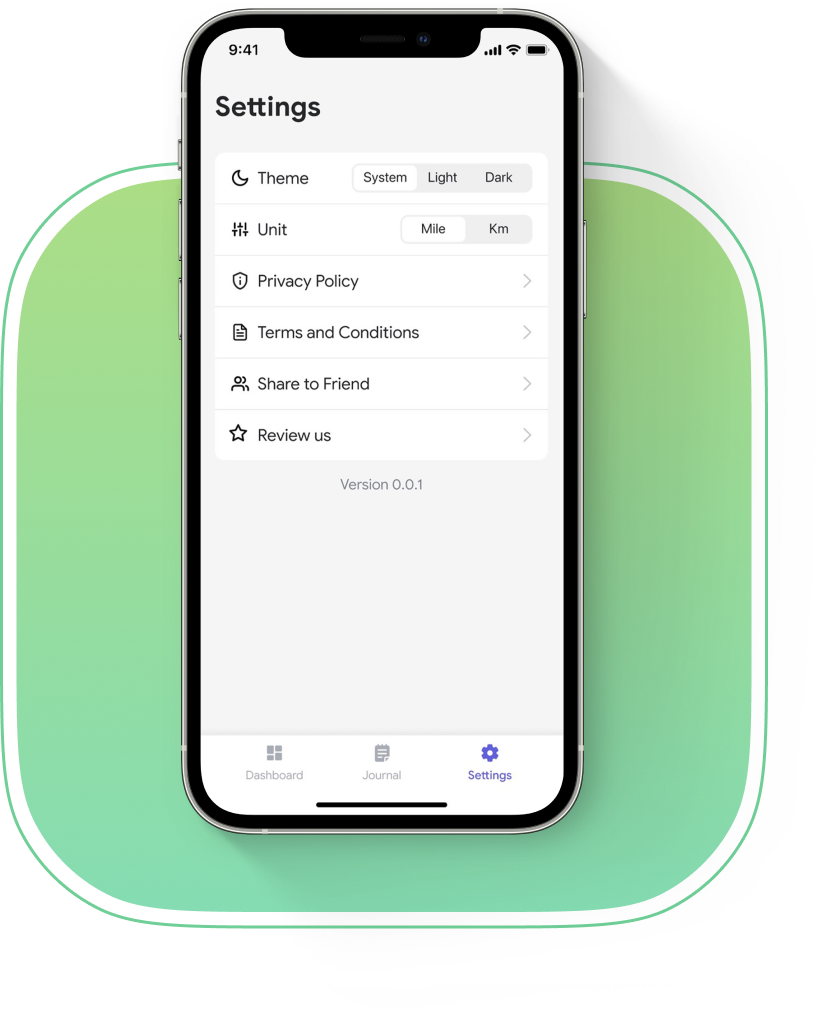 9:41
Settings
Theme System Light Dark
Unit Mile Km
Privacy Policy
Terms and Conditions
Share to Friend
Review us
Version 0.0.1
Dashboard Journal Settings